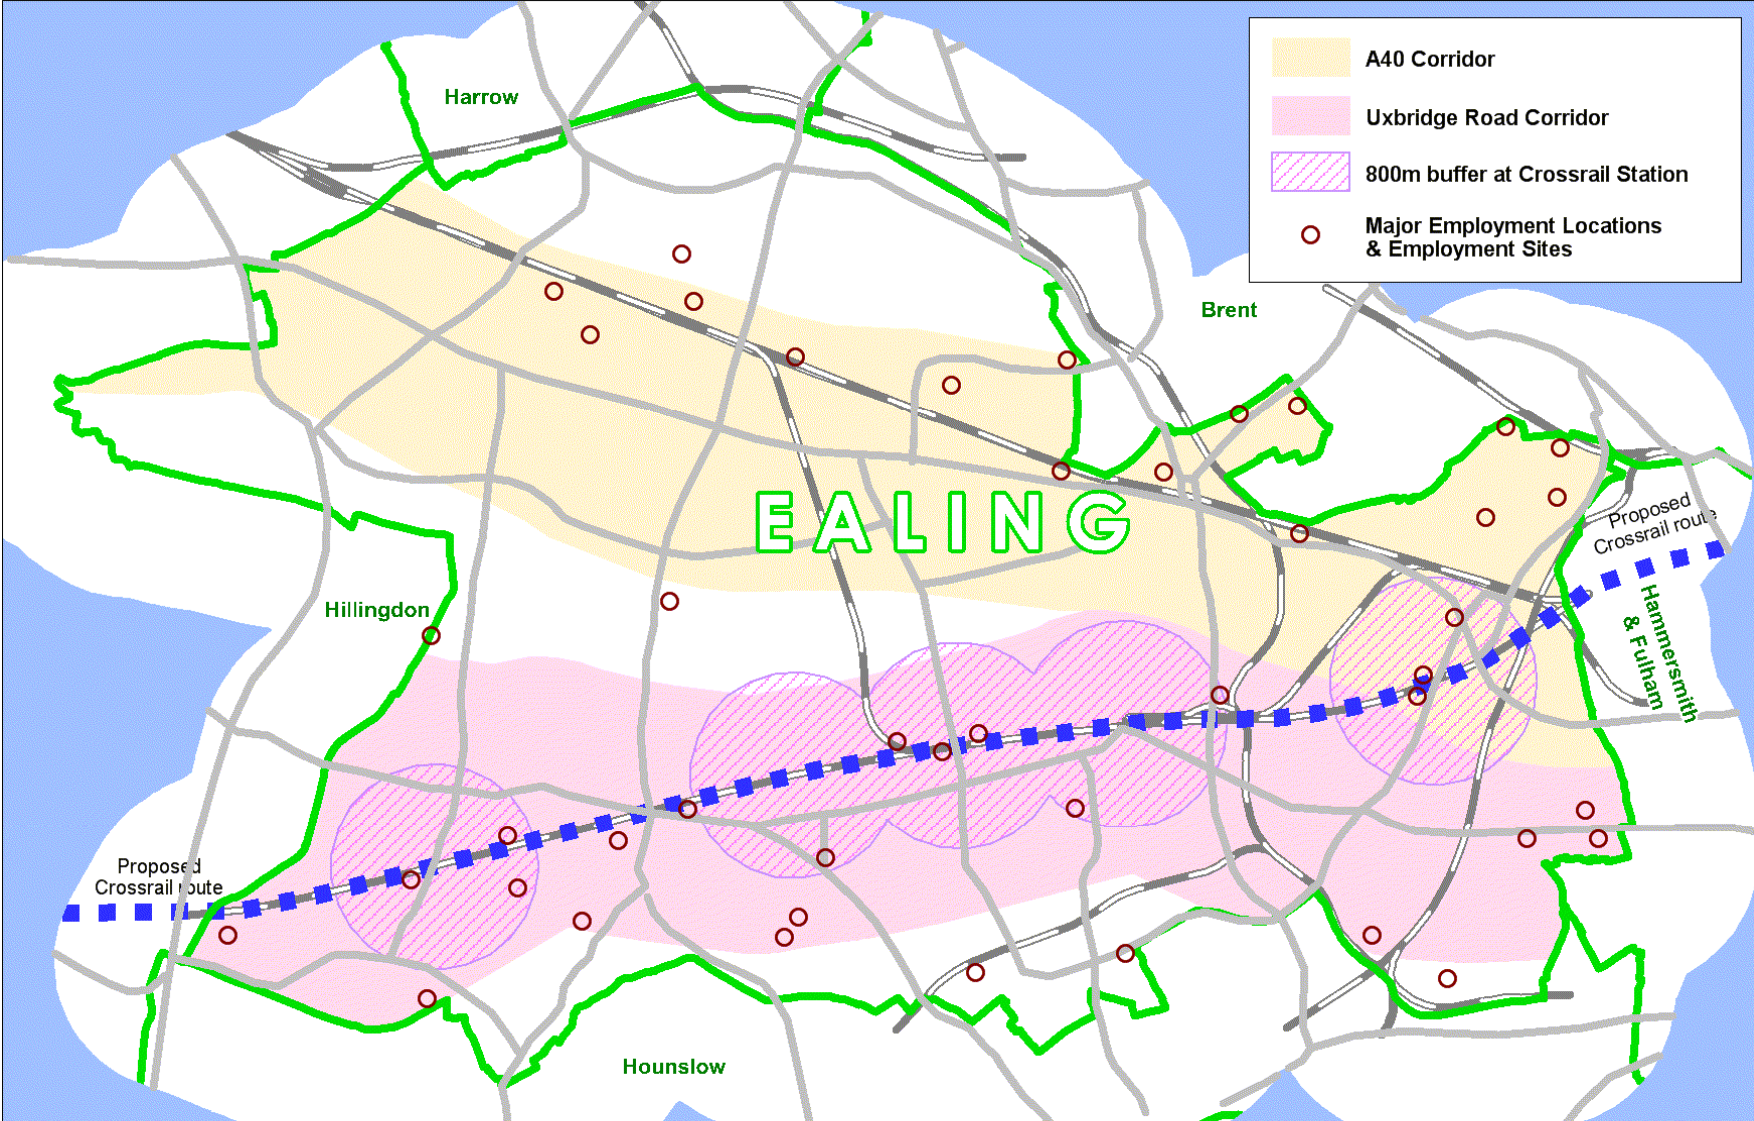 A40 Corridor
Uxbridge Road Corridor
800m buffer at Crossrail Station
Major Employment Locations
& Employment Sites
Harrow
Brent
EALING
Proposed
Crossrail route
Hillingdon
Hammersmith
& Fulham
Proposed
Crossrail route
Hounslow